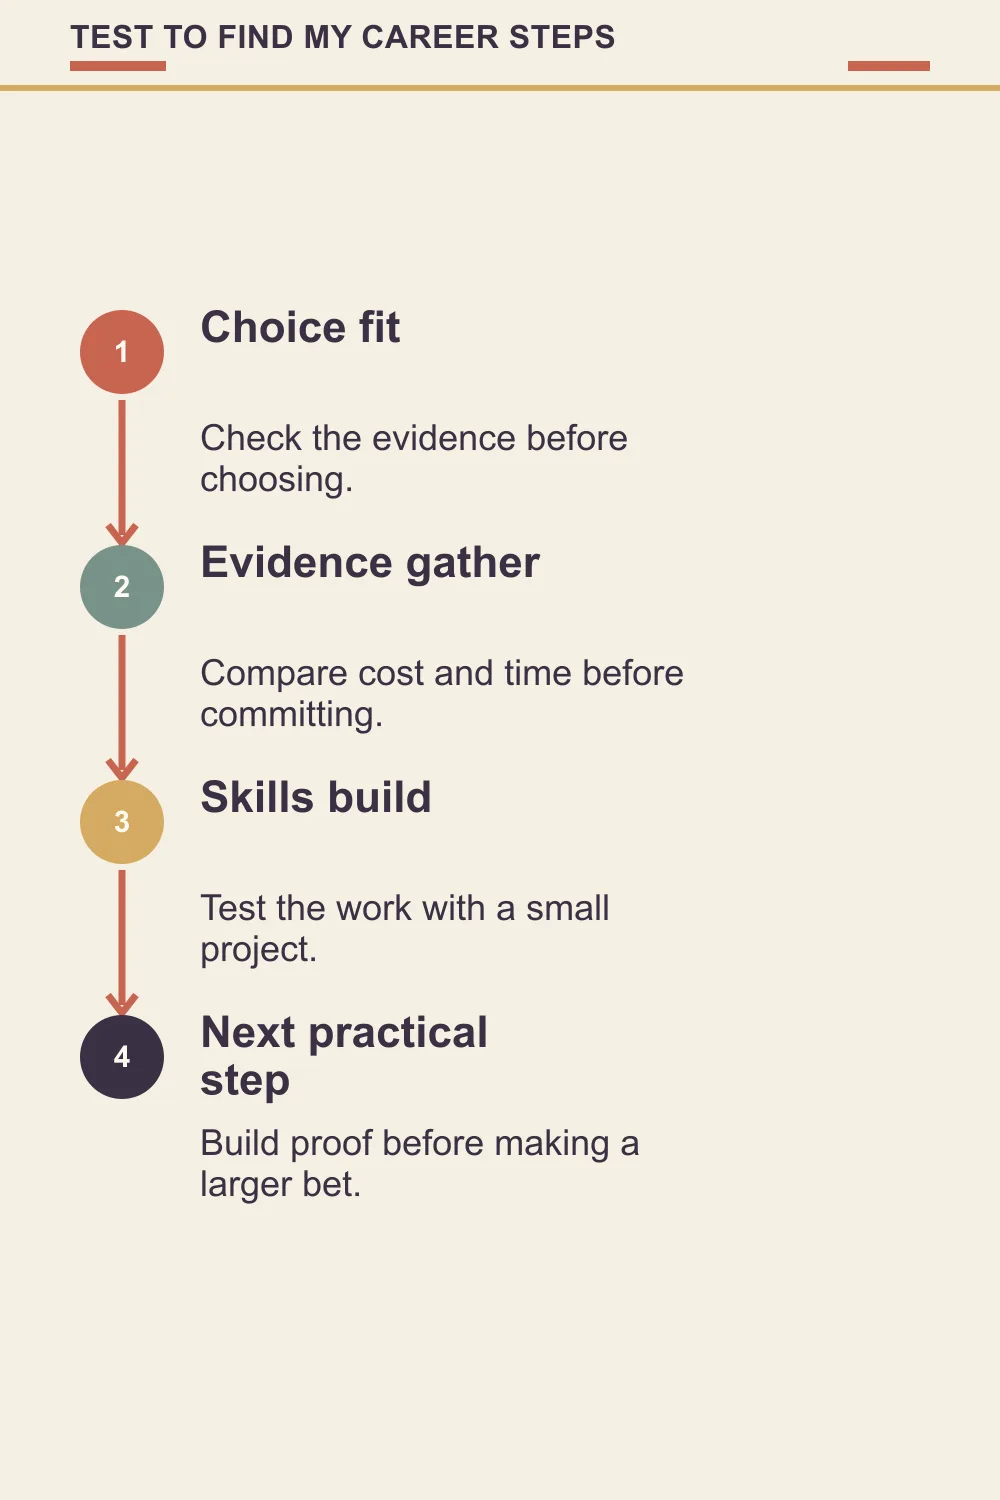 TEST TO FIND MY CAREER STEPS
1
Choice fit
Check the evidence before
choosing.
2
Evidence gather
Compare cost and time before
committing.
3
Skills build
Test the work with a small
project.
4
Next practical
step
Build proof before making a
larger bet.